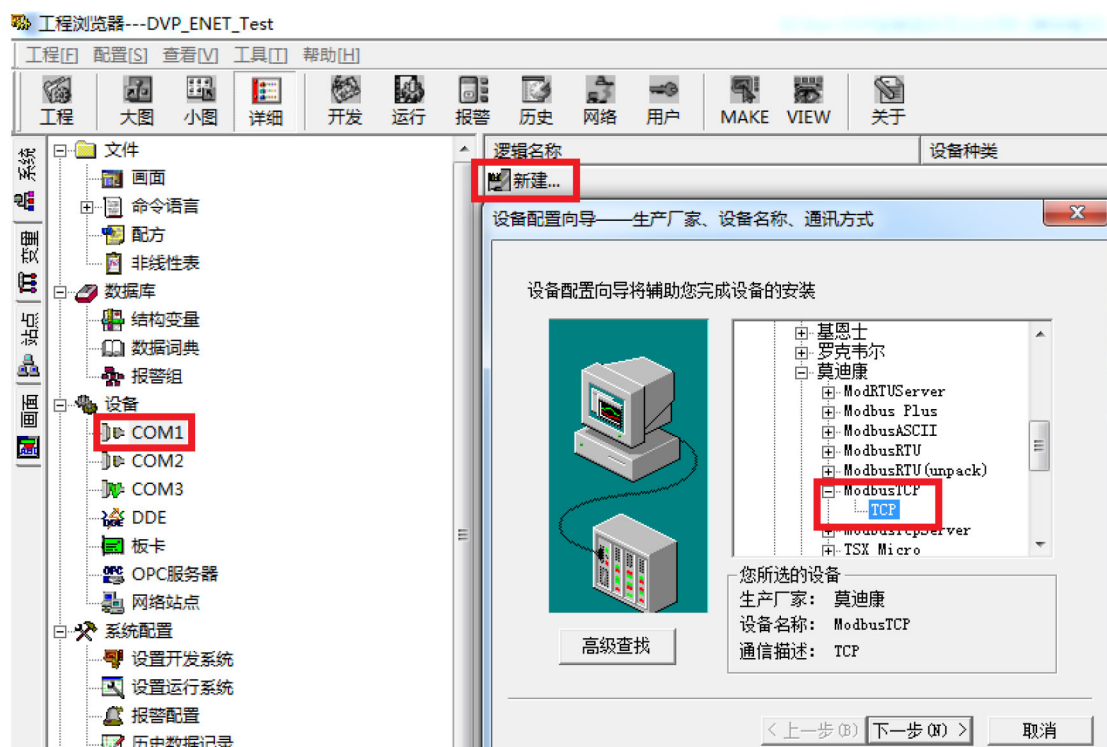 工程浏览器---DVP_ENET_Test
工程[F] 配置[S] 查看[V] 工具[T] 帮助[H]
工程 大图 小图 详细 开发 运行 报警 历史 网络 用户 MAKE VIEW 关于
系统
变量
站点
画面
文件
画面
命令语言
配方
非线性表
数据库
结构变量
数据词典
报警组
设备
COM1
COM2
COM3
DDE
板卡
OPC服务器
网络站点
系统配置
设置开发系统
设置运行系统
报警配置
历史数据记录
逻辑名称 设备种类
新建...
设备配置向导——生产厂家、设备名称、通讯方式
设备配置向导将辅助您完成设备的安装
基恩士
罗克韦尔
莫迪康
ModRTUServer
Modbus Plus
ModbusASCII
ModbusRTU
ModbusRTU(unpack)
ModbusTCP
TCP
ModbusTcpServer
TSX Micro
高级查找
您所选的设备
生产厂家： 莫迪康
设备名称： ModbusTCP
通信描述： TCP
< 上一步(B) 下一步(N) > 取消